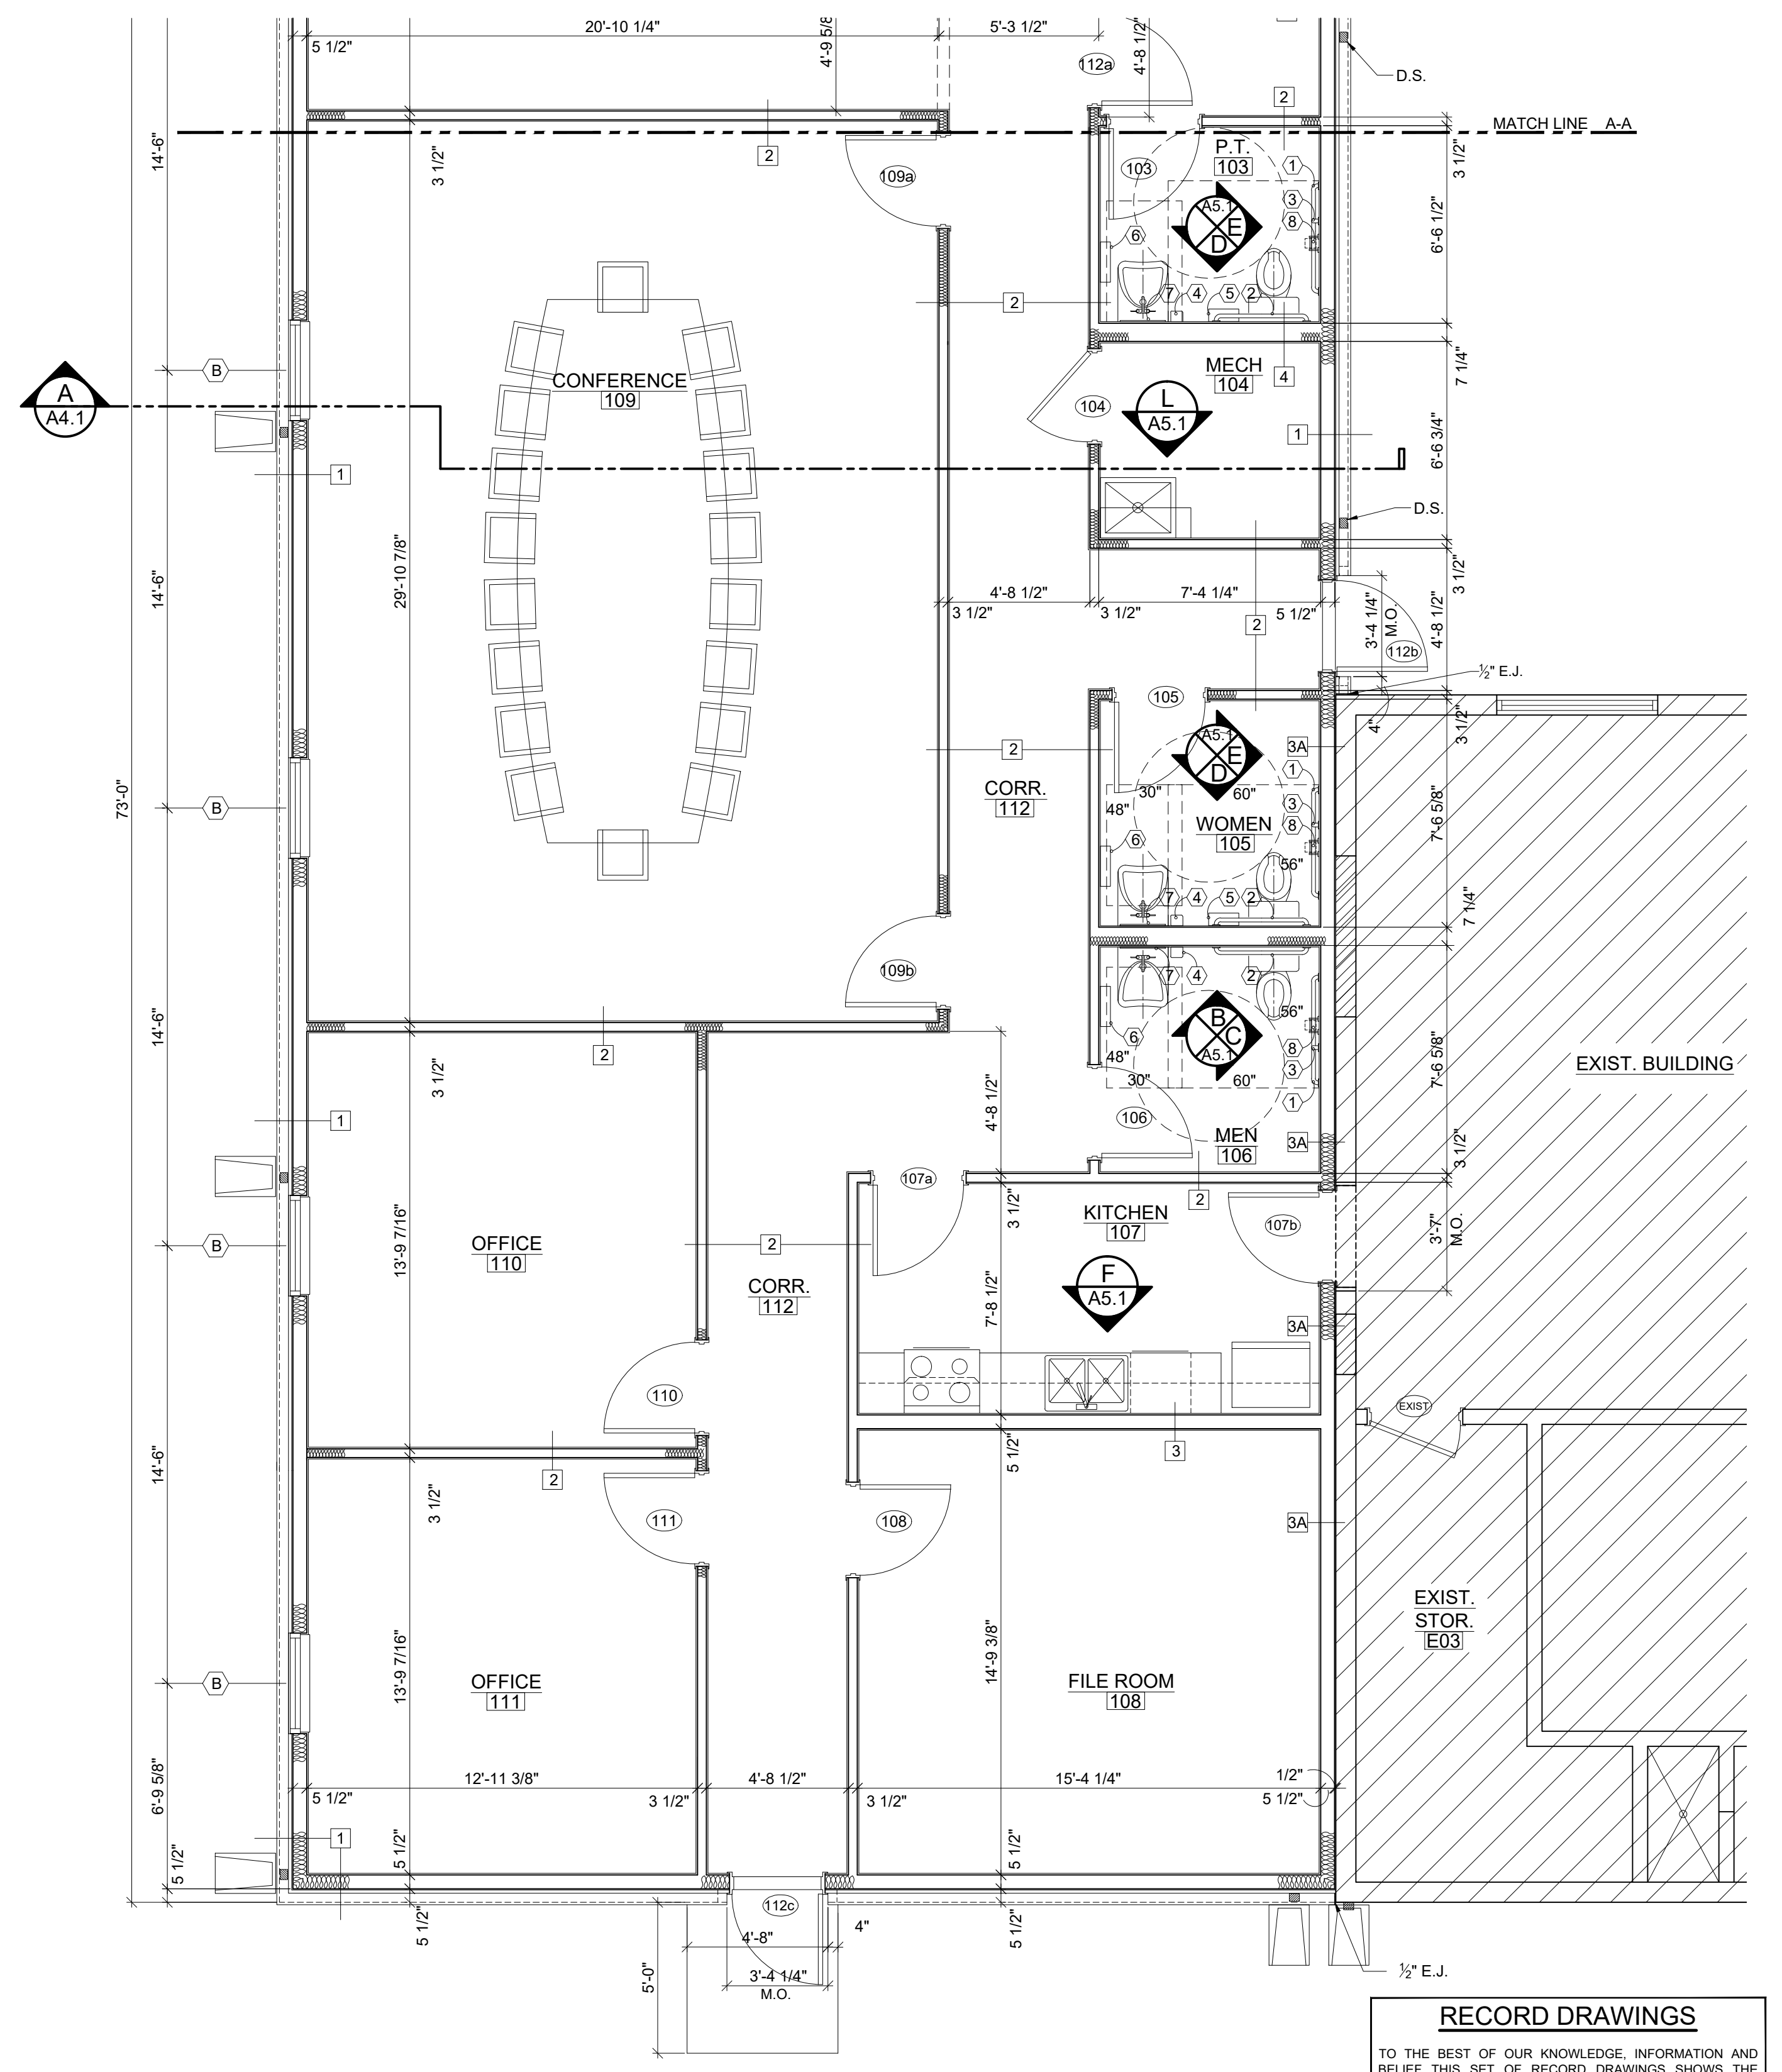 20'-10 1/4"
5'-3 1/2"
5 1/2"
4'-9 5/8
4'-8 1/2"
112a
D.S.
2
MATCH LINE A-A
14'-6"
3 1/2"
2
109a
103
P.T.
103
1
3
8
A5.1
E
D
6
7
4
5
2
3 1/2"
6'-6 1/2"
2
B
A
A4.1
CONFERENCE
109
MECH
104
4
104
L
A5.1
1
7 1/4"
6'-6 3/4"
1
D.S.
14'-6"
29'-10 7/8"
4'-8 1/2"
7'-4 1/4"
3 1/2"
3 1/2"
5 1/2"
2
3'-4 1/4"
M.O.
4'-8 1/2"
3 1/2"
112b
1/2" E.J.
105
2
A5.1
E
D
3A
4"
3 1/2"
73'-0"
B
CORR.
112
30"
60"
48"
WOMEN
105
1
3
8
6
56"
7
4
5
2
7'-6 5/8"
7 1/4"
109b
7
4
2
56"
B
C
A5.1
6
8
3
1
48"
30"
60"
7'-6 5/8"
EXIST. BUILDING
14'-6"
2
3 1/2"
1
4'-8 1/2"
106
MEN
106
3A
3 1/2"
107a
2
3 1/2"
KITCHEN
107
107b
3'-7"
M.O.
B
OFFICE
110
13'-9 7/16"
2
CORR.
112
F
A5.1
7'-8 1/2"
3A
110
EXIST
14'-6"
2
3 1/2"
5 1/2"
3
111
108
3A
EXIST.
STOR.
E03
B
OFFICE
111
13'-9 7/16"
14'-9 3/8"
FILE ROOM
108
6'-9 5/8"
12'-11 3/8"
4'-8 1/2"
15'-4 1/4"
1/2"
5 1/2"
3 1/2"
3 1/2"
5 1/2"
1
5 1/2"
5 1/2"
5 1/2"
112c
5 1/2"
4'-8"
4"
5 1/2"
5'-0"
3'-4 1/4"
M.O.
1/2" E.J.
RECORD DRAWINGS
TO THE BEST OF OUR KNOWLEDGE, INFORMATION AND
BELIEF THIS SET OF RECORD DRAWINGS SHOWS THE